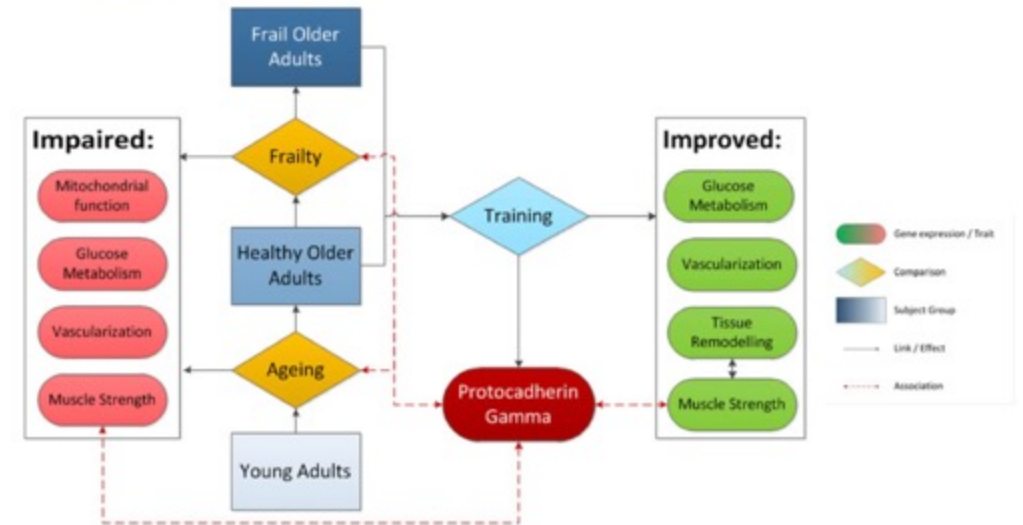 Frail Older
Adults
Impaired:
Mitochondrial
function
Glucose
Metabolism
Vascularization
Muscle Strength
Frailty
Healthy Older
Adults
Ageing
Young Adults
Training
Protocadherin
Gamma
Improved:
Glucose
Metabolism
Vascularization
Tissue
Remodelling
Muscle Strength
Gene expression / Trait
Comparison
Subject Group
Link / Effect
Association